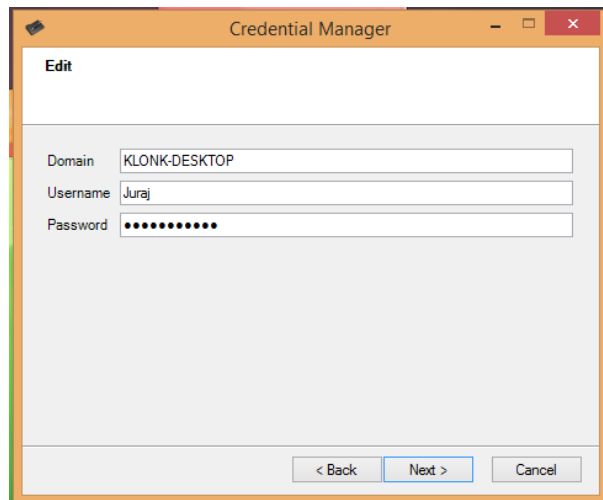 Credential Manager
Edit
Domain KLONK-DESKTOP
Username Juraj
Password •••••••••••
< Back Next > Cancel